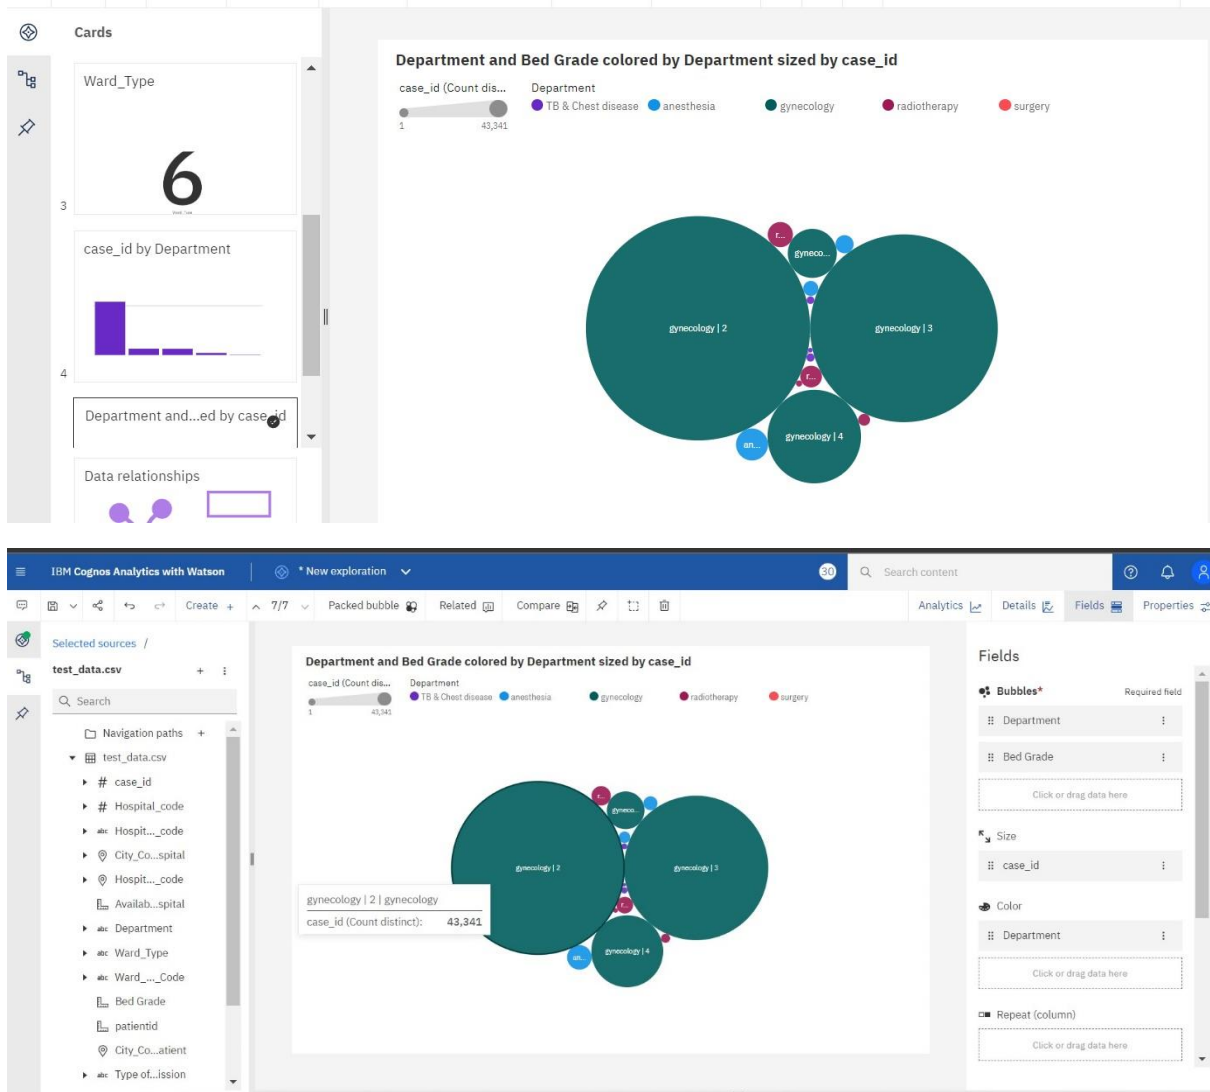 Cards
Ward_Type
6
3
case_id by Department
4
Department and...ed by case_id
Data relationships
Department and Bed Grade colored by Department sized by case_id
case_id (Count dis...
1 43,341
Department
TB & Chest disease anesthesia gynecology radiotherapy surgery
r...
gyneco...
gynecology | 2
gynecology | 3
r...
gynecology | 4
an...
IBM Cognos Analytics with Watson
* New exploration
30
Search content
Create +
7/7
Packed bubble
Related
Compare
Analytics
Details
Fields
Properties
Selected sources /
test_data.csv
Search
Navigation paths +
test_data.csv
# case_id
# Hospital_code
abc Hospit..._code
City_Co...spital
Hospit..._code
Availab...spital
abc Department
abc Ward_Type
abc Ward_..._Code
Bed Grade
patientid
City_Co...atient
abc Type of...ission
Department and Bed Grade colored by Department sized by case_id
case_id (Count dis...
1 43,341
Department
TB & Chest disease anesthesia gynecology radiotherapy surgery
r...
gyneco...
gynecology | 2
gynecology | 3
r...
gynecology | 4
an...
gynecology | 2 | gynecology
case_id (Count distinct): 43,341
Fields
Bubbles* Required field
Department
Bed Grade
Click or drag data here
Size
case_id
Color
Department
Click or drag data here
Repeat (column)
Click or drag data here